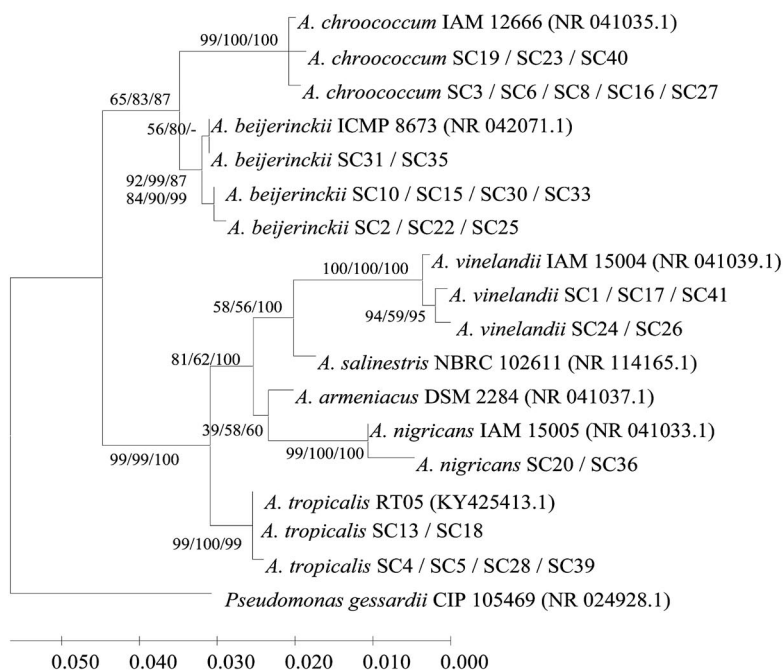 A. chroococcum IAM 12666 (NR 041035.1)
99/100/100
A. chroococcum SC19 / SC23 / SC40
A. chroococcum SC3 / SC6 / SC8 / SC16 / SC27
65/83/87
56/80/-
A. beijerinckii ICMP 8673 (NR 042071.1)
A. beijerinckii SC31 / SC35
92/99/87
84/90/99
A. beijerinckii SC10 / SC15 / SC30 / SC33
A. beijerinckii SC2 / SC22 / SC25
A. vinelandii IAM 15004 (NR 041039.1)
100/100/100
A. vinelandii SC1 / SC17 / SC41
58/56/100
94/59/95
A. vinelandii SC24 / SC26
81/62/100
A. salinestris NBRC 102611 (NR 114165.1)
A. armeniacus DSM 2284 (NR 041037.1)
39/58/60
A. nigricans IAM 15005 (NR 041033.1)
99/100/100
A. nigricans SC20 / SC36
99/99/100
A. tropicalis RT05 (KY425413.1)
A. tropicalis SC13 / SC18
99/100/99
A. tropicalis SC4 / SC5 / SC28 / SC39
Pseudomonas gessardii CIP 105469 (NR 024928.1)
0.050 0.040 0.030 0.020 0.010 0.000